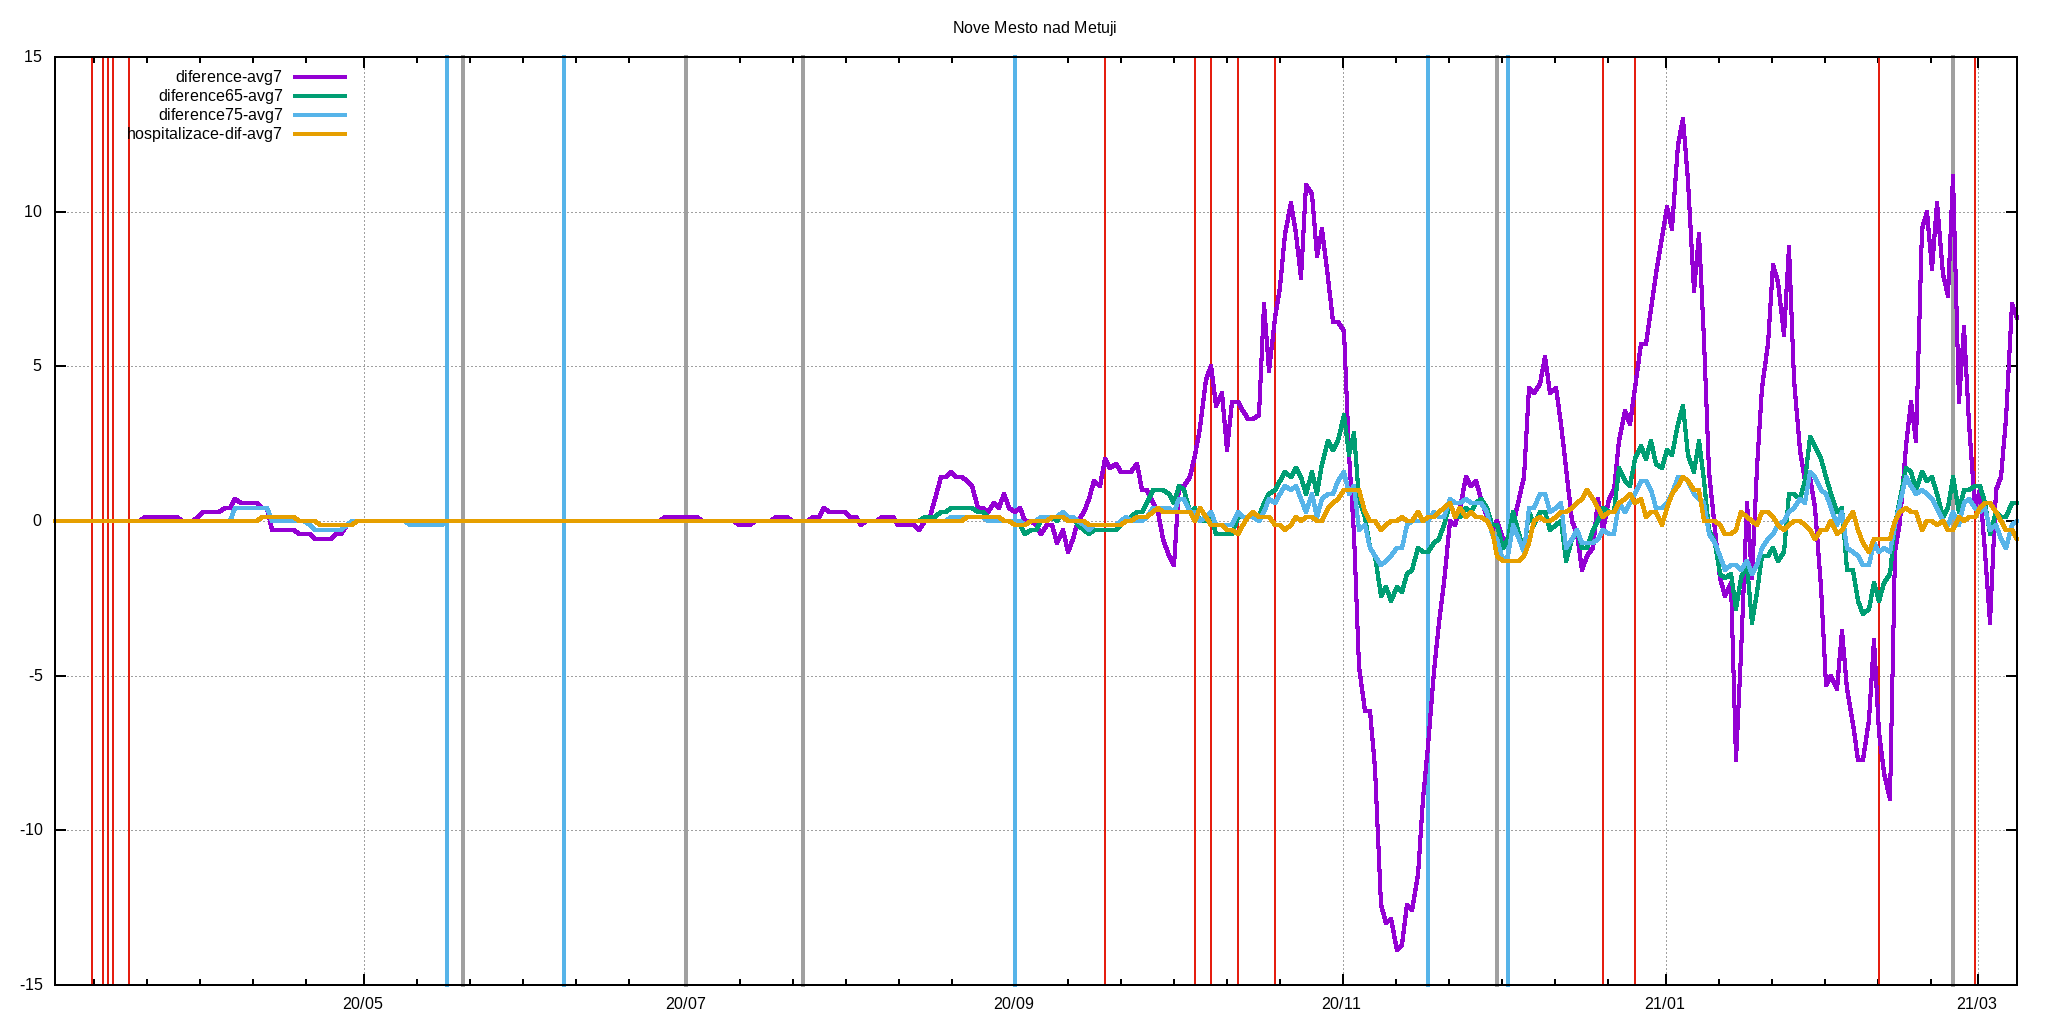 Nove Mesto nad Metuji
15
diference-avg7
diference65-avg7
diference75-avg7
hospitalizace-dif-avg7
10
5
0
-5
-10
-15
20/05 20/07 20/09 20/11 21/01 21/03